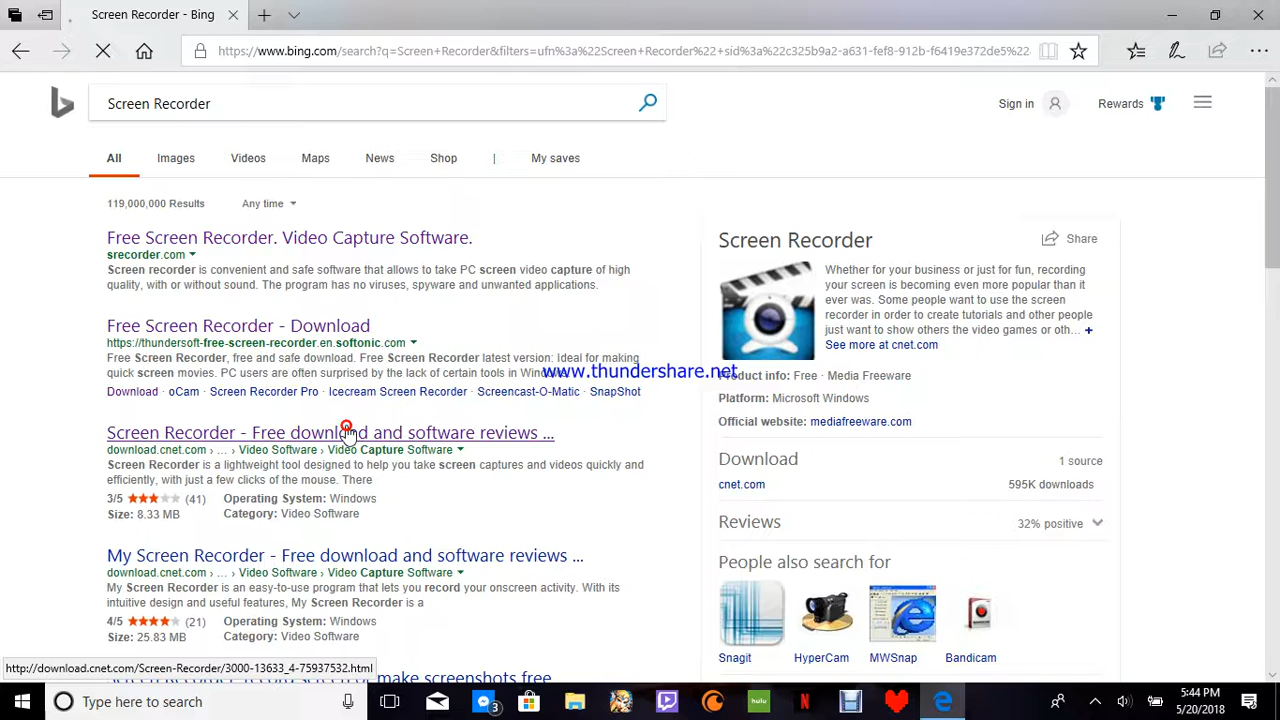 Screen Recorder - Bing
https://www.bing.com/search?q=Screen+Recorder&filters=ufn%3a%22Screen+Recorder%22+sid%3a%22c325b9a2-a631-fef8-912b-f6419e372de5%22
Screen Recorder
Sign in
Rewards
All
Images
Videos
Maps
News
Shop
|
My saves
119,000,000 Results
Any time
Free Screen Recorder. Video Capture Software.
srecorder.com
Screen recorder is convenient and safe software that allows to take PC screen video capture of high
quality, with or without sound. The program has no viruses, spyware and unwanted applications.
Free Screen Recorder - Download
https://thundersoft-free-screen-recorder.en.softonic.com
Free Screen Recorder, free and safe download. Free Screen Recorder latest version: Ideal for making
quick screen movies. PC users are often surprised by the lack of certain tools in
Download · oCam · Screen Recorder Pro · Icecream Screen Recorder · Screencast-O-Matic · SnapShot
www.thundershare.net
Screen Recorder - Free download and software reviews ...
download.cnet.com › ... › Video Software › Video Capture Software
Screen Recorder is a lightweight tool designed to help you take screen captures and videos quickly and
efficiently, with just a few clicks of the mouse. There
3/5 (41) Operating System: Windows
Size: 8.33 MB Category: Video Software
My Screen Recorder - Free download and software reviews ...
download.cnet.com › ... › Video Software › Video Capture Software
My Screen Recorder is an easy-to-use program that lets you record your onscreen activity. With its
intuitive design and useful features, My Screen Recorder is a
4/5 (21) Operating System: Windows
Size: 25.83 MB Category: Video Software
make screenshots free
Screen Recorder
Share
Whether for your business or just for fun, recording
your screen is becoming even more popular than it
ever was. Some people want to use the screen
recorder in order to create tutorials and other people
just want to show others the video games or oth... +
See more at cnet.com
Product info: Free · Media Freeware
Platform: Microsoft Windows
Official website: mediafreeware.com
Download
1 source
cnet.com
595K downloads
Reviews
32% positive
People also search for
Snagit
HyperCam
MWSnap
Bandicam
http://download.cnet.com/Screen-Recorder/3000-13633_4-75937532.html
Type here to search
3
hulu
N
5:44 PM
5/20/2018